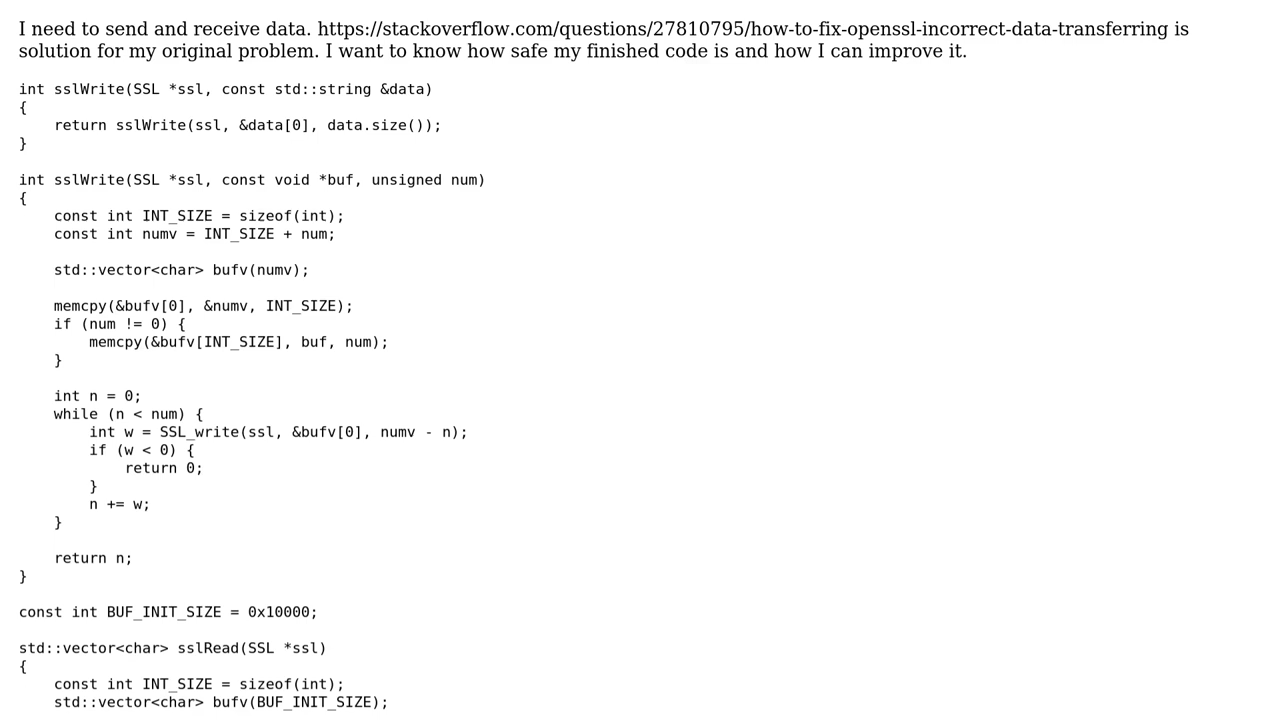 I need to send and receive data. https://stackoverflow.com/questions/27810795/how-to-fix-openssl-incorrect-data-transferring is
solution for my original problem. I want to know how safe my finished code is and how I can improve it.
int sslWrite(SSL *ssl, const std::string &data)
{
    return sslWrite(ssl, &data[0], data.size());
}
int sslWrite(SSL *ssl, const void *buf, unsigned num)
{
    const int INT_SIZE = sizeof(int);
    const int numv = INT_SIZE + num;
    std::vector<char> bufv(numv);
    memcpy(&bufv[0], &numv, INT_SIZE);
    if (num != 0) {
        memcpy(&bufv[INT_SIZE], buf, num);
    }
    int n = 0;
    while (n < num) {
        int w = SSL_write(ssl, &bufv[0], numv - n);
        if (w < 0) {
            return 0;
        }
        n += w;
    }
    return n;
}
const int BUF_INIT_SIZE = 0x10000;
std::vector<char> sslRead(SSL *ssl)
{
    const int INT_SIZE = sizeof(int);
    std::vector<char> bufv(BUF_INIT_SIZE);